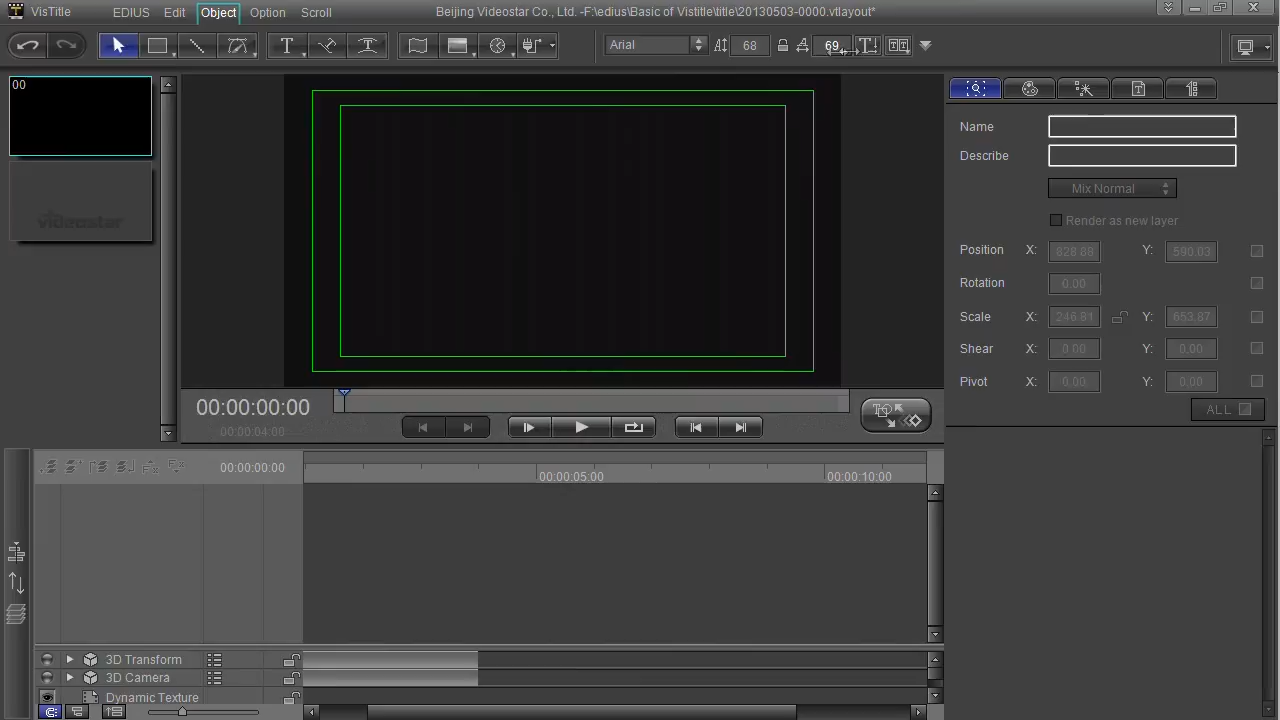 VisTitle EDIUS Edit Object Option Scroll Beijing Videostar Co., Ltd. -F:\edius\Basic of Vistitle\title\20130503-0000.vtlayout*
Arial 68 69
00
videostar
Name
Describe
Mix Normal
Render as new layer
Position X: 828.88 Y: 590.03
Rotation 0.00
Scale X: 246.81 Y: 653.87
Shear X: 0.00 Y: 0.00
Pivot X: 0.00 Y: 0.00
ALL
00:00:00:00
00:00:04:00
00:00:00.00 00:00:05:00 00:00:10:00
3D Transform
3D Camera
Dynamic Texture